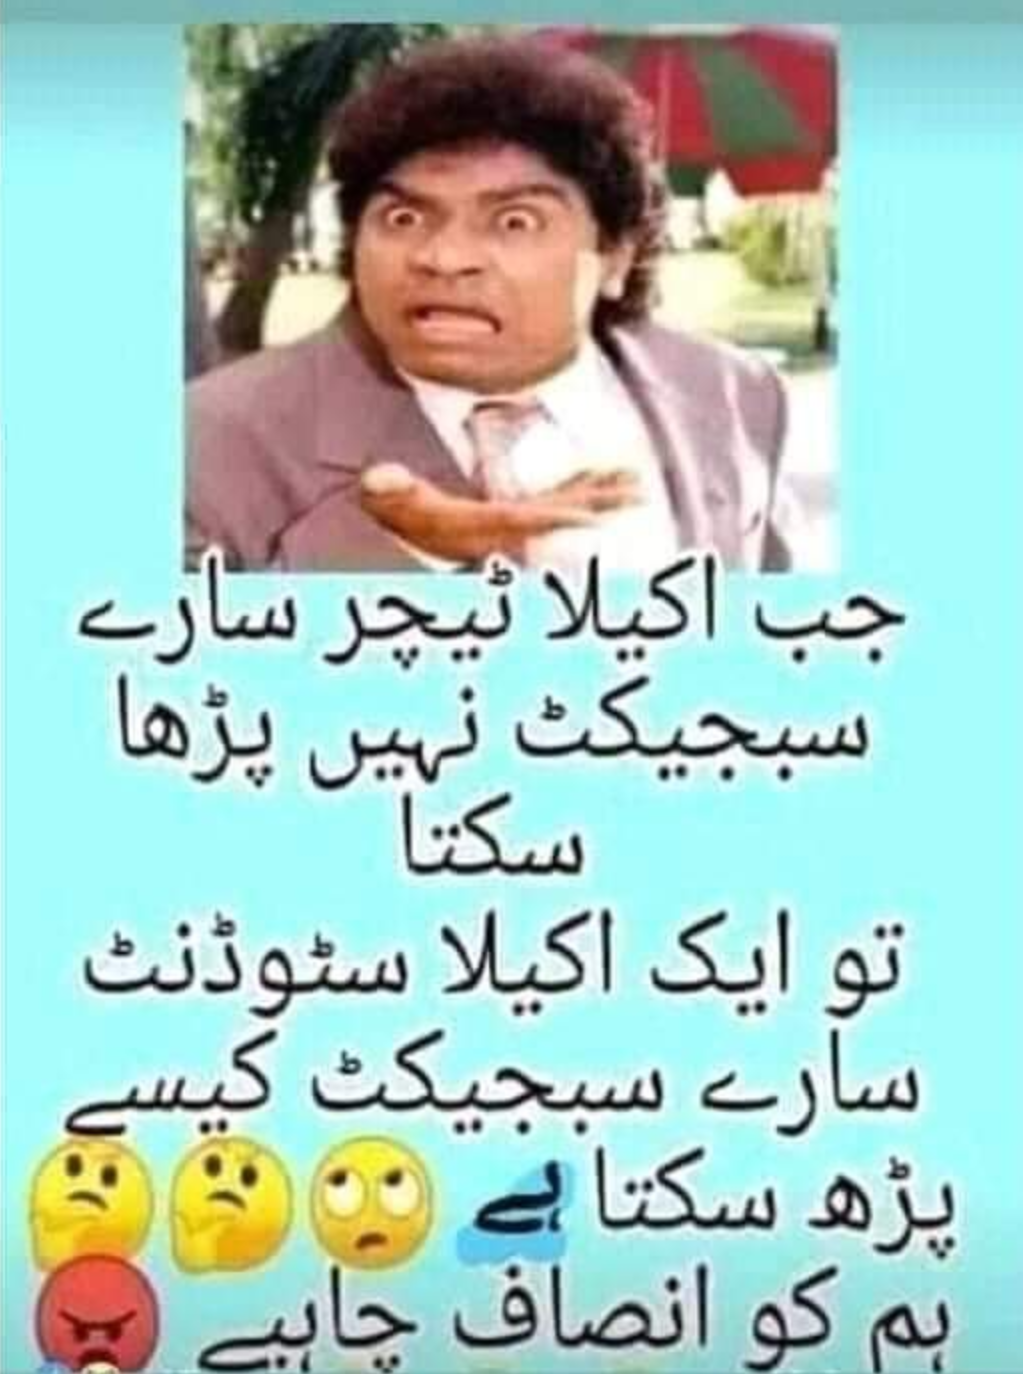 جب اکیلا ٹیچر سارے
سبجیکٹ نہیں پڑھا
سکتا
تو ایک اکیلا سٹوڈنٹ
سارے سبجیکٹ کیسے
پڑھ سکتا ہے 🙄🤔🤔
ہم کو انصاف چاہیے 😡